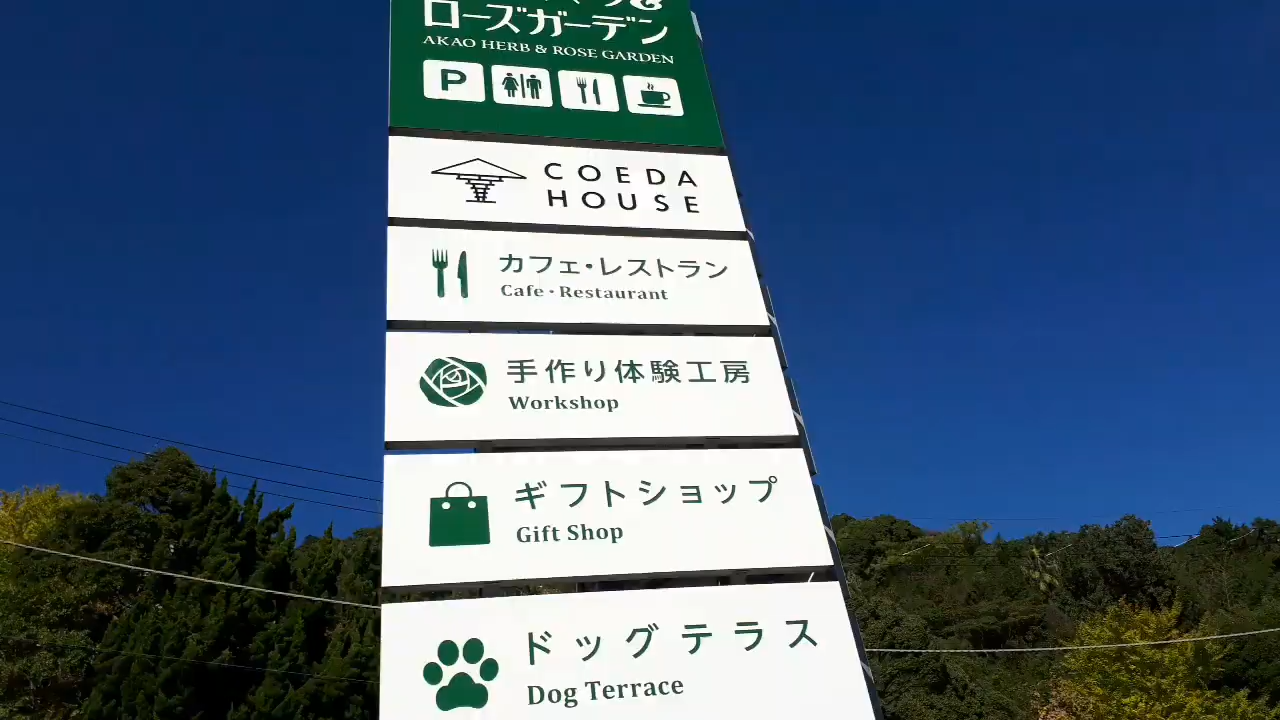 ローズガーデン
AKAO HERB & ROSE GARDEN
P
COEDA
HOUSE
カフェ・レストラン
Cafe・Restaurant
手作り体験工房
Workshop
ギフトショップ
Gift Shop
ドッグテラス
Dog Terrace